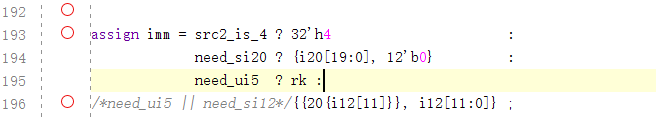 192
193 assign imm = src2_is_4 ? 32'h4 :
194 need_si20 ? {i20[19:0], 12'b0} :
195 need_ui5 ? rk :
196 /*need_ui5 || need_si12*/{{20{i12[11]}}, i12[11:0]} ;